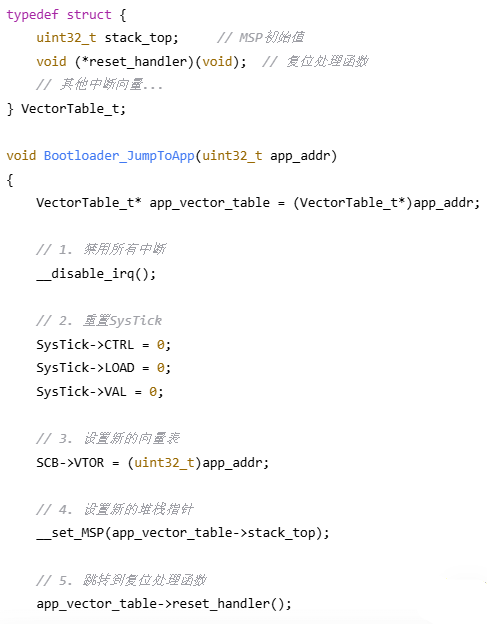 typedef struct {
    uint32_t stack_top;     // MSP初始值
    void (*reset_handler)(void);  // 复位处理函数
    // 其他中断向量...
} VectorTable_t;

void Bootloader_JumpToApp(uint32_t app_addr)
{
    VectorTable_t* app_vector_table = (VectorTable_t*)app_addr;

    // 1. 禁用所有中断
    __disable_irq();

    // 2. 重置SysTick
    SysTick->CTRL = 0;
    SysTick->LOAD = 0;
    SysTick->VAL = 0;

    // 3. 设置新的向量表
    SCB->VTOR = (uint32_t)app_addr;

    // 4. 设置新的堆栈指针
    __set_MSP(app_vector_table->stack_top);

    // 5. 跳转到复位处理函数
    app_vector_table->reset_handler();